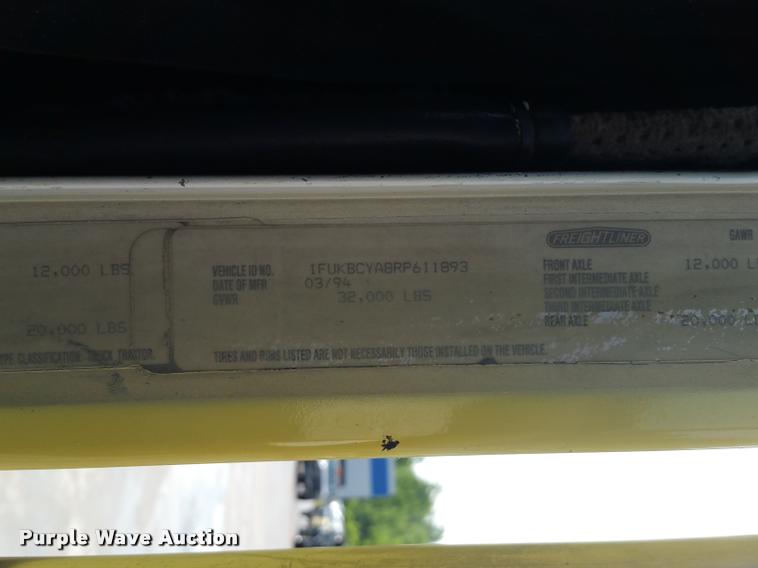 12,000 LBS
20,000 LBS
TYPE CLASSIFICATION: TRUCK TRACTOR
VEHICLE ID NO. 1FUKBCYA8RP611893
DATE OF MFR 03/94
GVWR 32,000 LBS
TIRES AND RIMS LISTED ARE NOT NECESSARILY THOSE INSTALLED ON THE VEHICLE.
FREIGHTLINER
GAWR
FRONT AXLE 12,000 L
FIRST INTERMEDIATE AXLE
SECOND INTERMEDIATE AXLE
THIRD INTERMEDIATE AXLE
REAR AXLE 20,000 L
Purple Wave Auction